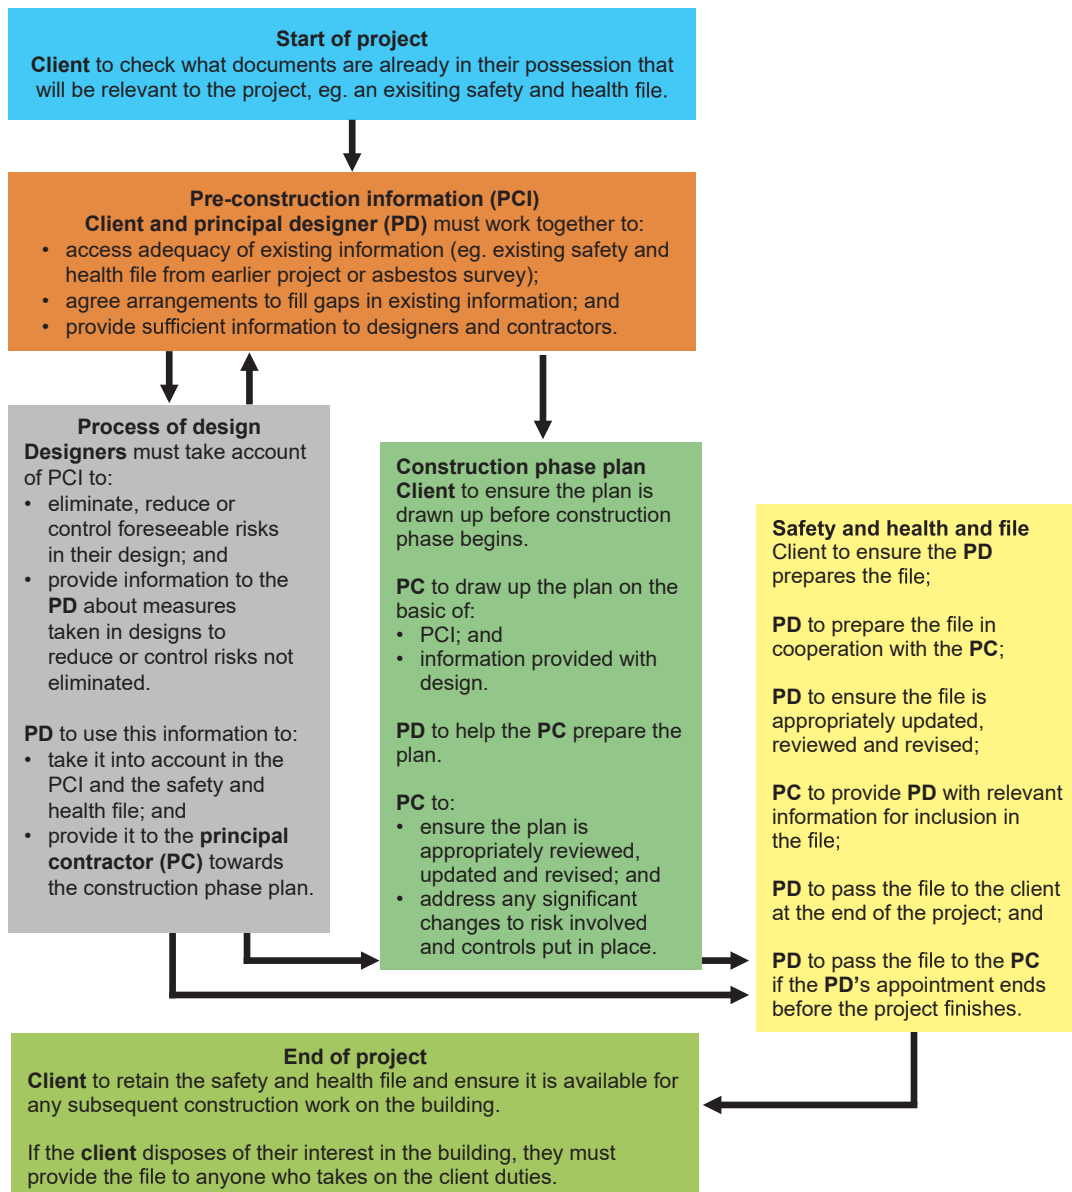 Start of project
Client to check what documents are already in their possession that
will be relevant to the project, eg. an exisiting safety and health file.
Pre-construction information (PCI)
Client and principal designer (PD) must work together to:
• access adequacy of existing information (eg. existing safety and
health file from earlier project or asbestos survey);
• agree arrangements to fill gaps in existing information; and
• provide sufficient information to designers and contractors.
Process of design
Designers must take account
of PCI to:
• eliminate, reduce or
control foreseeable risks
in their design; and
• provide information to the
PD about measures
taken in designs to
reduce or control risks not
eliminated.
PD to use this information to:
• take it into account in the
PCI and the safety and
health file; and
• provide it to the principal
contractor (PC) towards
the construction phase plan.
Construction phase plan
Client to ensure the plan is
drawn up before construction
phase begins.
PC to draw up the plan on the
basic of:
• PCI; and
• information provided with
design.
PD to help the PC prepare the
plan.
PC to:
• ensure the plan is
appropriately reviewed,
updated and revised; and
• address any significant
changes to risk involved
and controls put in place.
Safety and health and file
Client to ensure the PD
prepares the file;
PD to prepare the file in
cooperation with the PC;
PD to ensure the file is
appropriately updated,
reviewed and revised;
PC to provide PD with relevant
information for inclusion in
the file;
PD to pass the file to the client
at the end of the project; and
PD to pass the file to the PC
if the PD's appointment ends
before the project finishes.
End of project
Client to retain the safety and health file and ensure it is available for
any subsequent construction work on the building.
If the client disposes of their interest in the building, they must
provide the file to anyone who takes on the client duties.